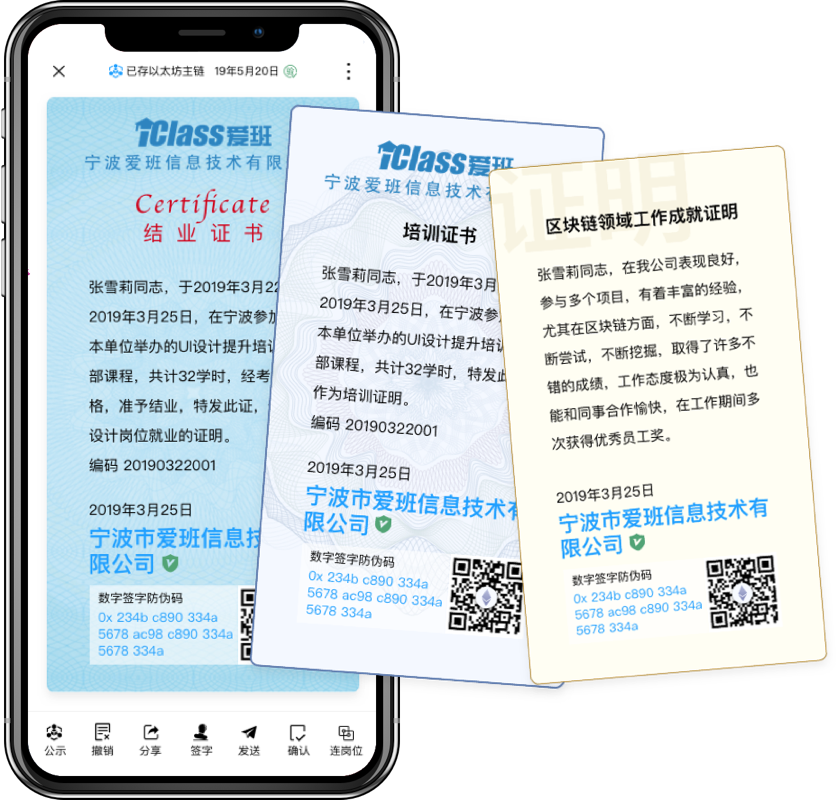 已存以太坊主链 19年5月20日
iClass爱班
宁波爱班信息技术有限
Certificate
结业证书
张雪莉同志，于2019年3月22
2019年3月25日，在宁波参加
本单位举办的UI设计提升培训
部课程，共计32学时，经考
格，准予结业，特发此证，
设计岗位就业的证明。
编码 20190322001
2019年3月25日
宁波市爱班信息技
限公司
数字签字防伪码
0x 234b c890 334a
5678 ac98 c890 334a
5678 334a
公示 撤销 分享 签字 发送 确认 连岗位
iClass爱班
宁波爱班信息技术有
培训证书
张雪莉同志，于2019年3月
2019年3月25日，在宁波参
本单位举办的UI设计提升培训
部课程，共计32学时，特发此
作为培训证明。
编码 20190322001
2019年3月25日
宁波市爱班信息技术有
限公司
数字签字防伪码
0x 234b c890 334a
5678 ac98 c890 334a
5678 334a
证明
区块链领域工作成就证明
张雪莉同志，在我公司表现良好，
参与多个项目，有着丰富的经验，
尤其在区块链方面，不断学习，不
断尝试，不断挖掘，取得了许多不
错的成绩，工作态度极为认真，也
能和同事合作愉快，在工作期间多
次获得优秀员工奖。
2019年3月25日
宁波市爱班信息技术有
限公司
数字签字防伪码
0x 234b c890 334a
5678 ac98 c890 334a
5678 334a